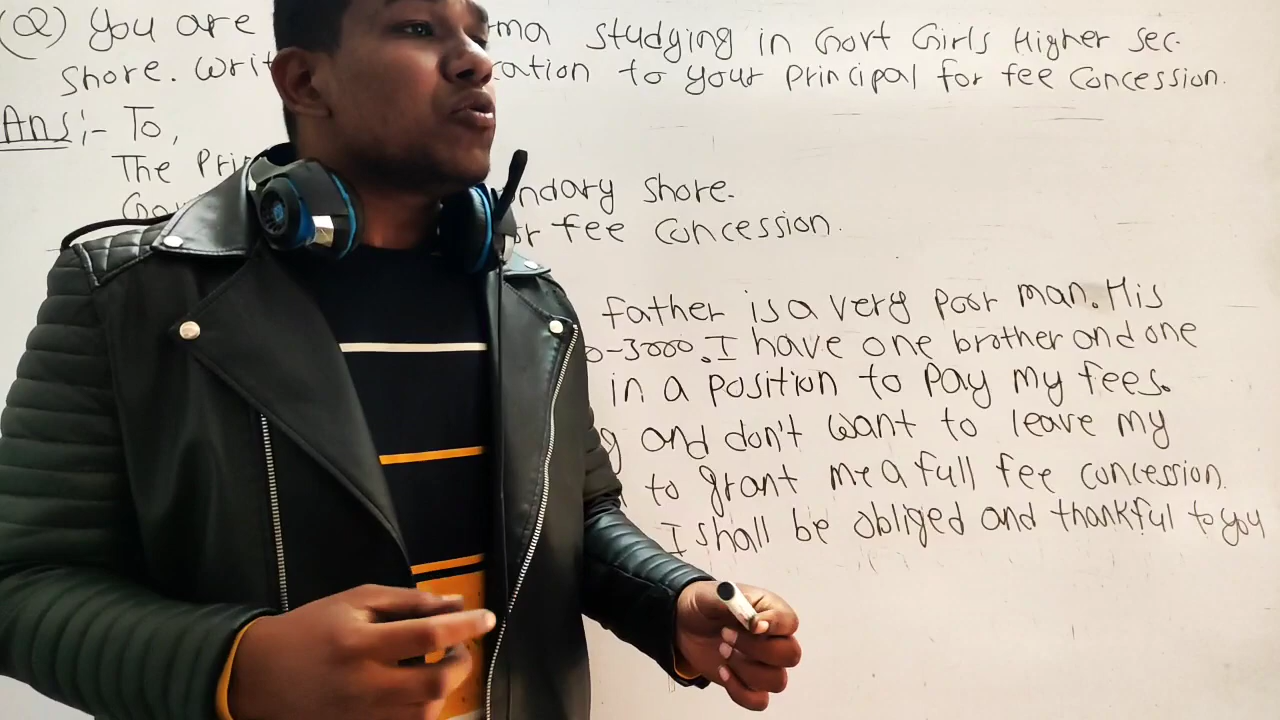 (Q) You are ma studying in Govt Girls Higher Sec.
Shore. Writ cation to your Principal for fee Concession.
Ans:- To,
The Prin
Gov ndary Shore.
or fee Concession.
Father is a very poor man. His
0-3000. I have one brother and one
in a position to pay my fees.
g and don't want to leave my
to grant me a full fee concession.
I shall be obliged and thankful to you